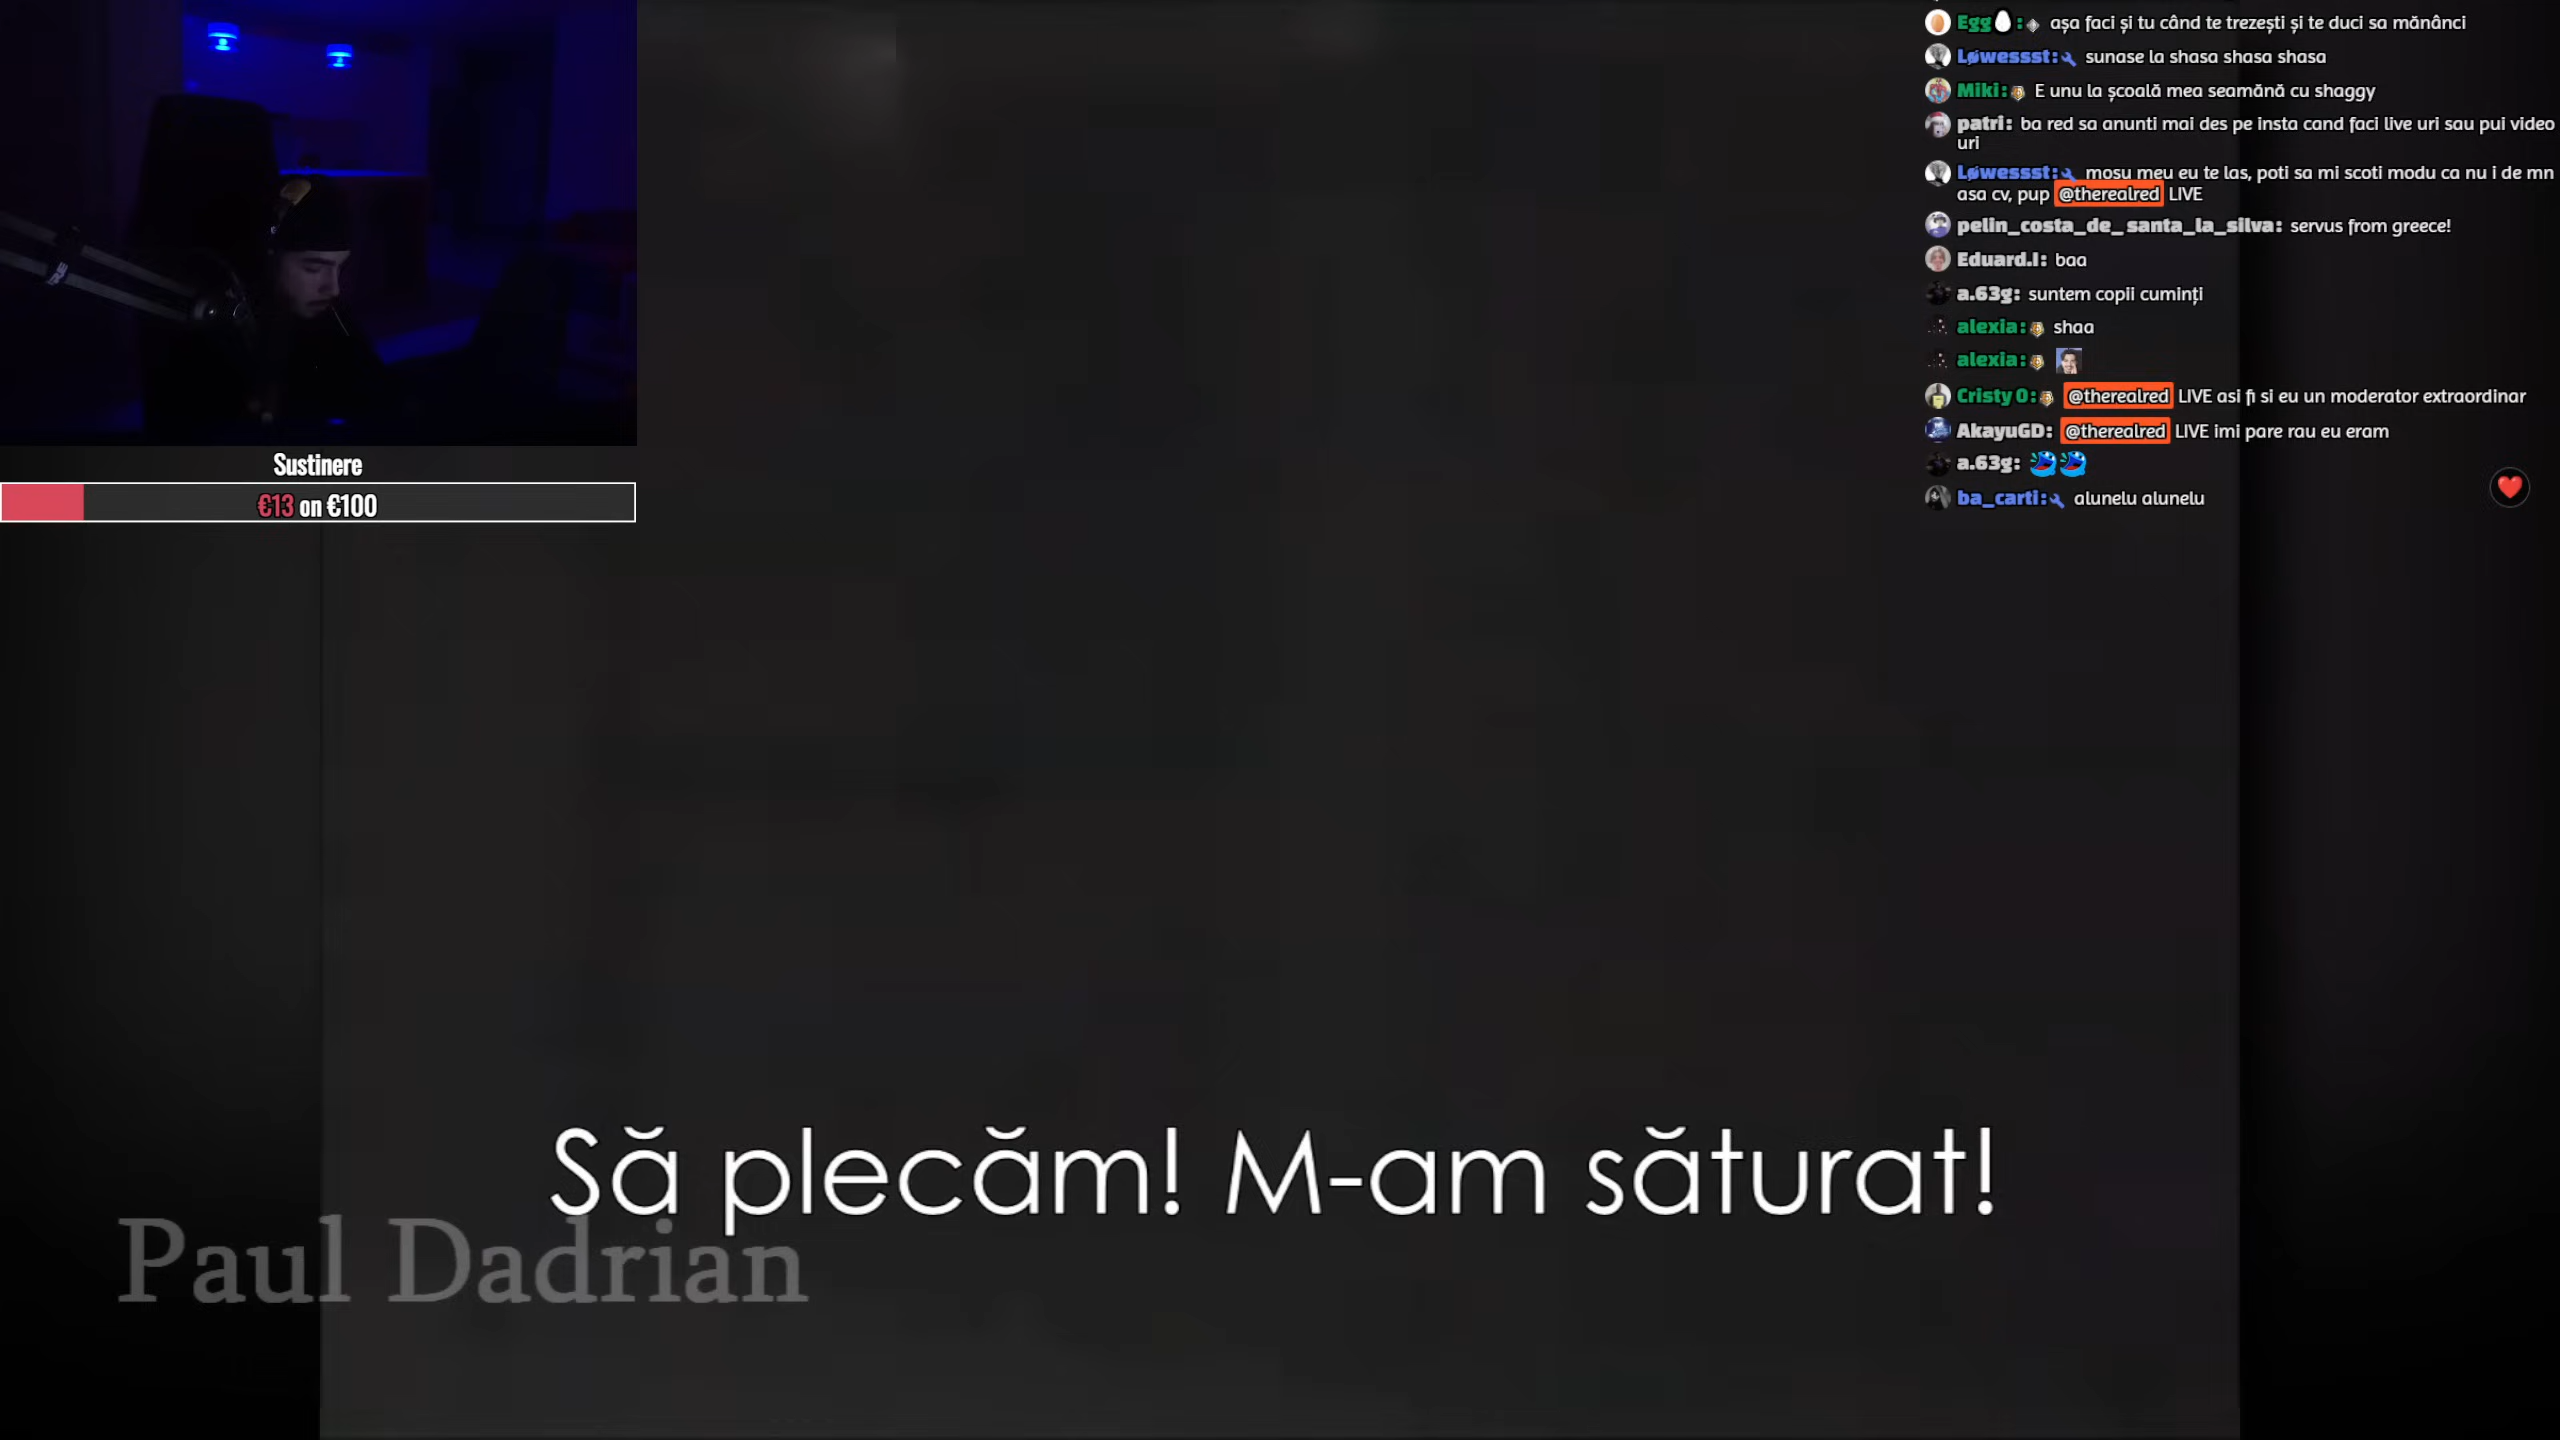 Egg🥚: așa faci și tu când te trezești și te duci sa mănânci
Løwessst: sunase la shasa shasa shasa
Miki: E unu la școală mea seamănă cu shaggy
patri: ba red sa anunti mai des pe insta cand faci live uri sau pui video
uri
Løwessst: mosu meu eu te las, poti sa mi scoti modu ca nu i de mn
asa cv, pup @therealred LIVE
pelin_costa_de_santa_la_silva: servus from greece!
Eduard.I: baa
a.63g: suntem copii cuminți
alexia: shaa
alexia:
Cristy O: @therealred LIVE asi fi si eu un moderator extraordinar
AkayuGD: @therealred LIVE imi pare rau eu eram
a.63g:
ba_carti: alunelu alunelu
Sustinere
€13 on €100
Să plecăm! M-am săturat!
Paul Dadrian